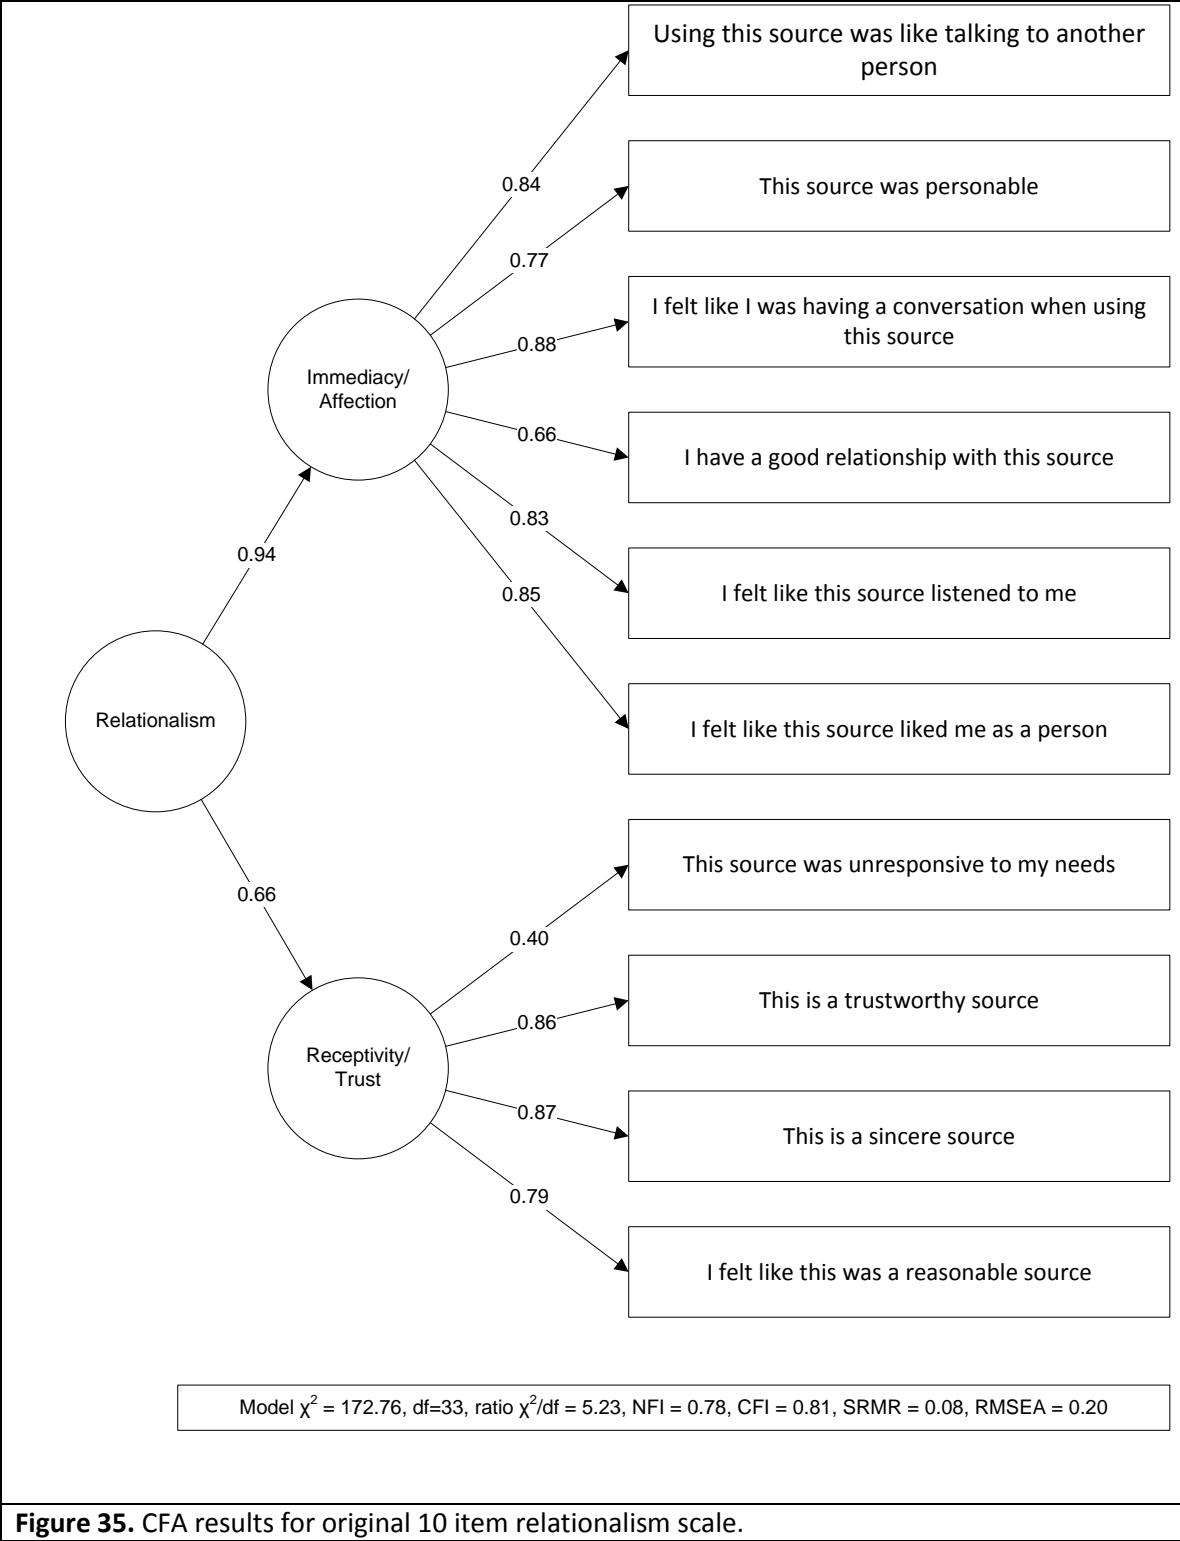 Using this source was like talking to another
person
0.84
This source was personable
0.77
I felt like I was having a conversation when using
this source
0.88
Immediacy/
Affection
0.66
I have a good relationship with this source
0.83
0.94
I felt like this source listened to me
0.85
Relationalism
I felt like this source liked me as a person
0.66
This source was unresponsive to my needs
0.40
This is a trustworthy source
0.86
Receptivity/
Trust
0.87
This is a sincere source
0.79
I felt like this was a reasonable source
Model χ² = 172.76, df=33, ratio χ²/df = 5.23, NFI = 0.78, CFI = 0.81, SRMR = 0.08, RMSEA = 0.20
Figure 35. CFA results for original 10 item relationalism scale.